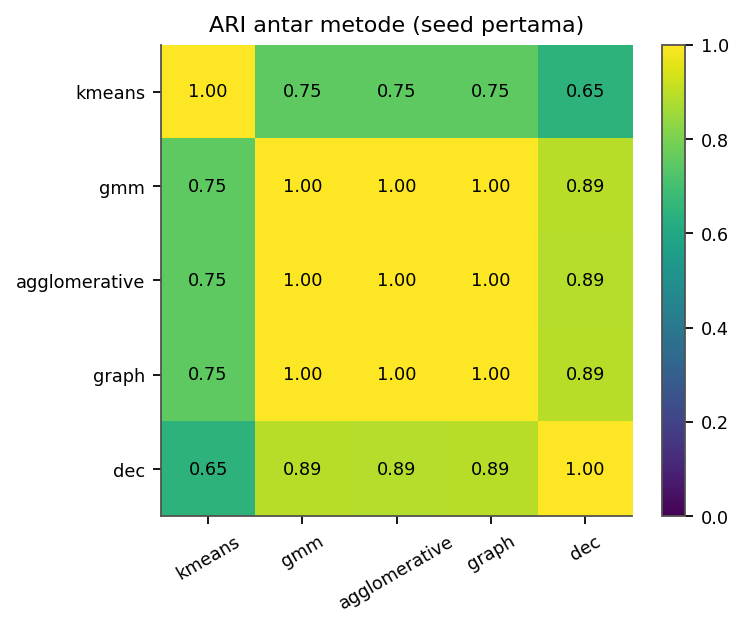 ARI antar metode (seed pertama)
kmeans 1.00 0.75 0.75 0.75 0.65
gmm 0.75 1.00 1.00 1.00 0.89
agglomerative 0.75 1.00 1.00 1.00 0.89
graph 0.75 1.00 1.00 1.00 0.89
dec 0.65 0.89 0.89 0.89 1.00
kmeans gmm agglomerative graph dec
1.0
0.8
0.6
0.4
0.2
0.0